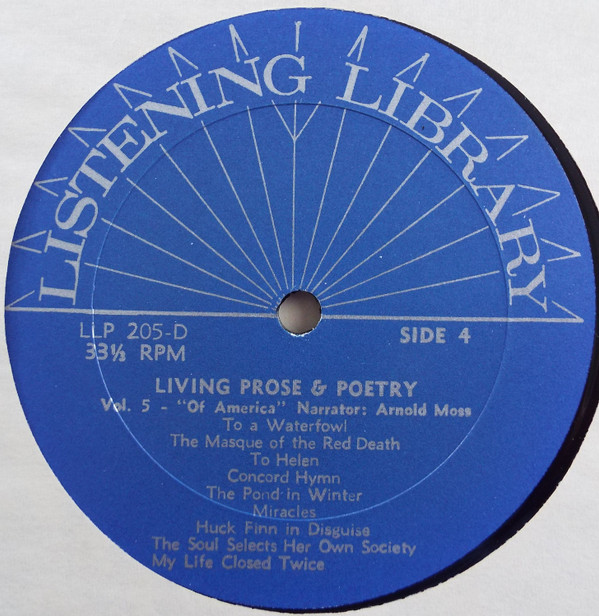 LISTENING LIBRARY
LLP 205-D
33⅓ RPM
SIDE 4
LIVING PROSE & POETRY
Vol. 5 - "Of America" Narrator: Arnold Moss
To a Waterfowl
The Masque of the Red Death
To Helen
Concord Hymn
The Pond in Winter
Miracles
Huck Finn in Disguise
The Soul Selects Her Own Society
My Life Closed Twice